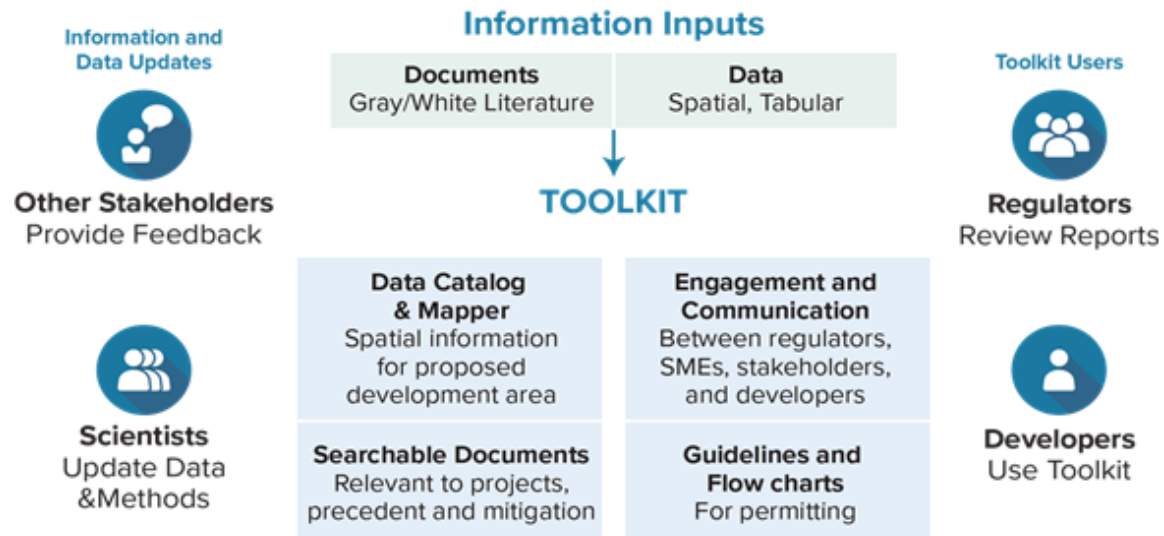 Information Inputs
Information and
Data Updates
Other Stakeholders
Provide Feedback
Scientists
Update Data
&Methods
Documents
Gray/White Literature
Data
Spatial, Tabular
TOOLKIT
Data Catalog
& Mapper
Spatial information
for proposed
development area
Engagement and
Communication
Between regulators,
SMEs, stakeholders,
and developers
Searchable Documents
Relevant to projects,
precedent and mitigation
Guidelines and
Flow charts
For permitting
Toolkit Users
Regulators
Review Reports
Developers
Use Toolkit